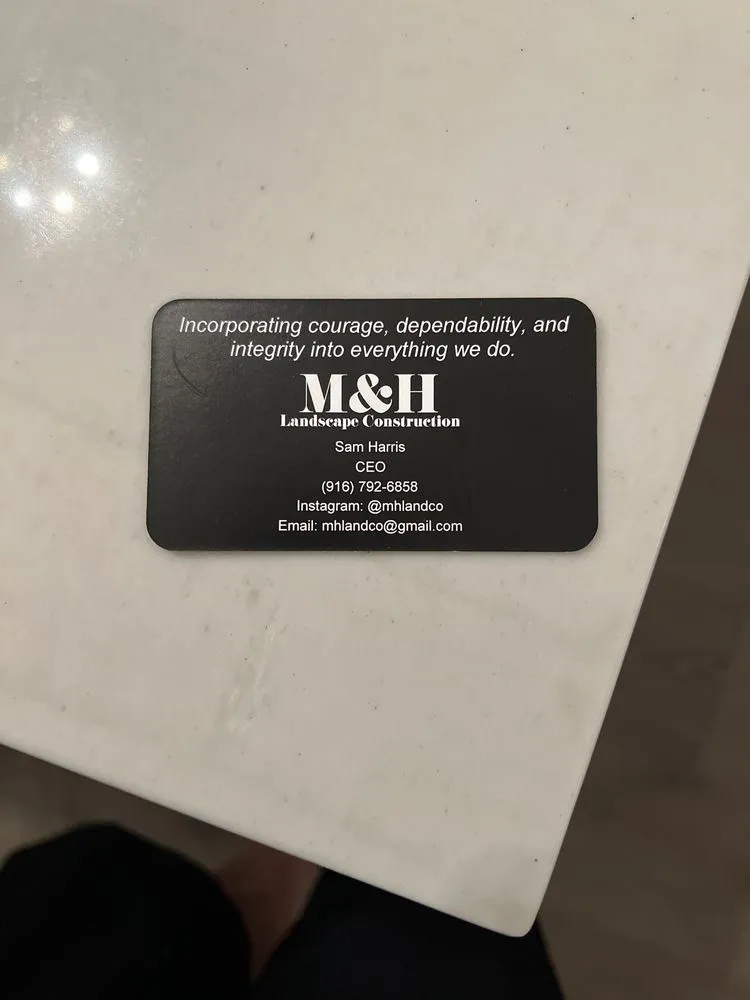 Incorporating courage, dependability, and
integrity into everything we do.
M&H
Landscape Construction
Sam Harris
CEO
(916) 792-6858
Instagram: @mhlandco
Email: mhlandco@gmail.com